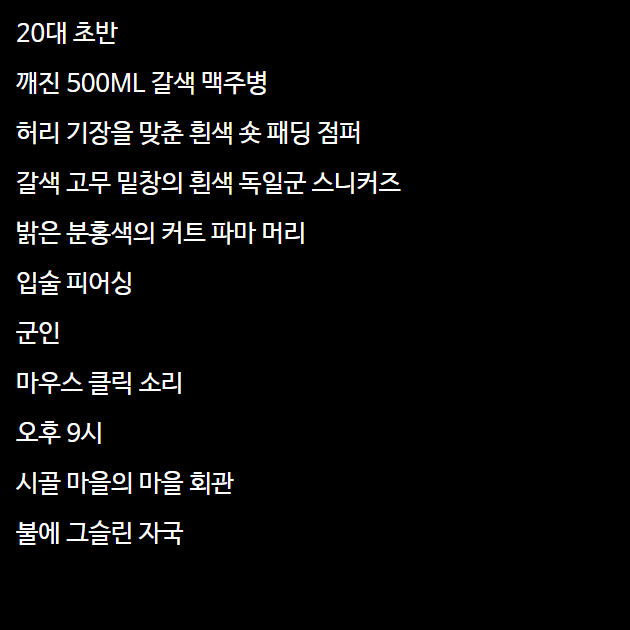 20대 초반
깨진 500ML 갈색 맥주병
허리 기장을 맞춘 흰색 숏 패딩 점퍼
갈색 고무 밑창의 흰색 독일군 스니커즈
밝은 분홍색의 커트 파마 머리
입술 피어싱
군인
마우스 클릭 소리
오후 9시
시골 마을의 마을 회관
불에 그슬린 자국